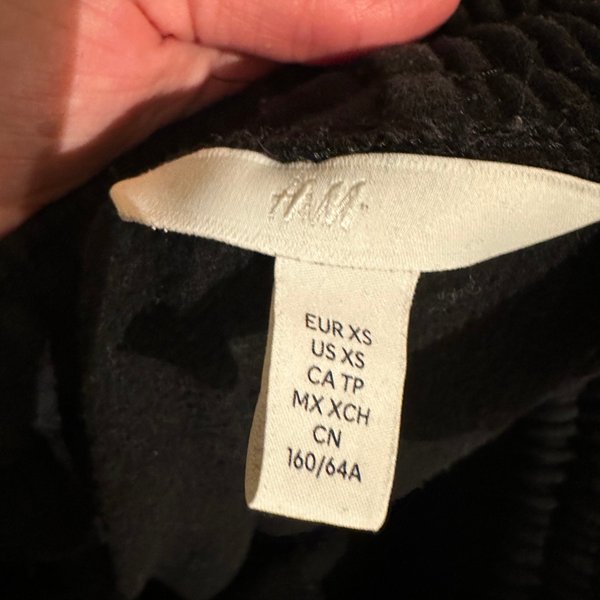 H&M
EUR XS
US XS
CA TP
MX XCH
CN
160/64A